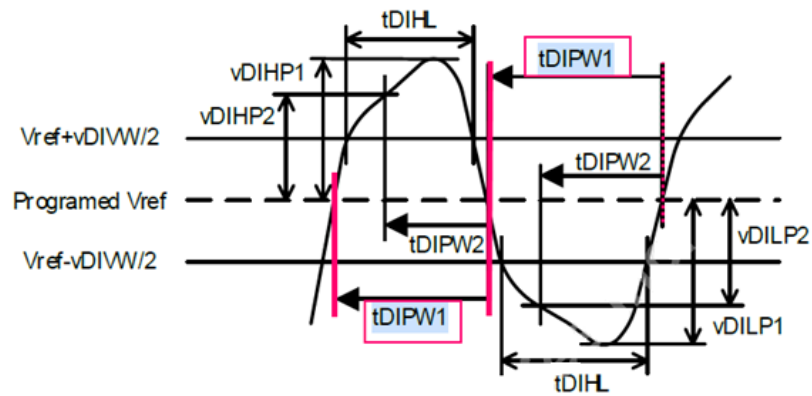 tDIHL
vDIHP1
tDIPW1
vDIHP2
Vref+vDIVW/2
tDIPW2
Programed Vref
tDIPW2
vDILP2
Vref-vDIVW/2
tDIPW1
vDILP1
tDIHL